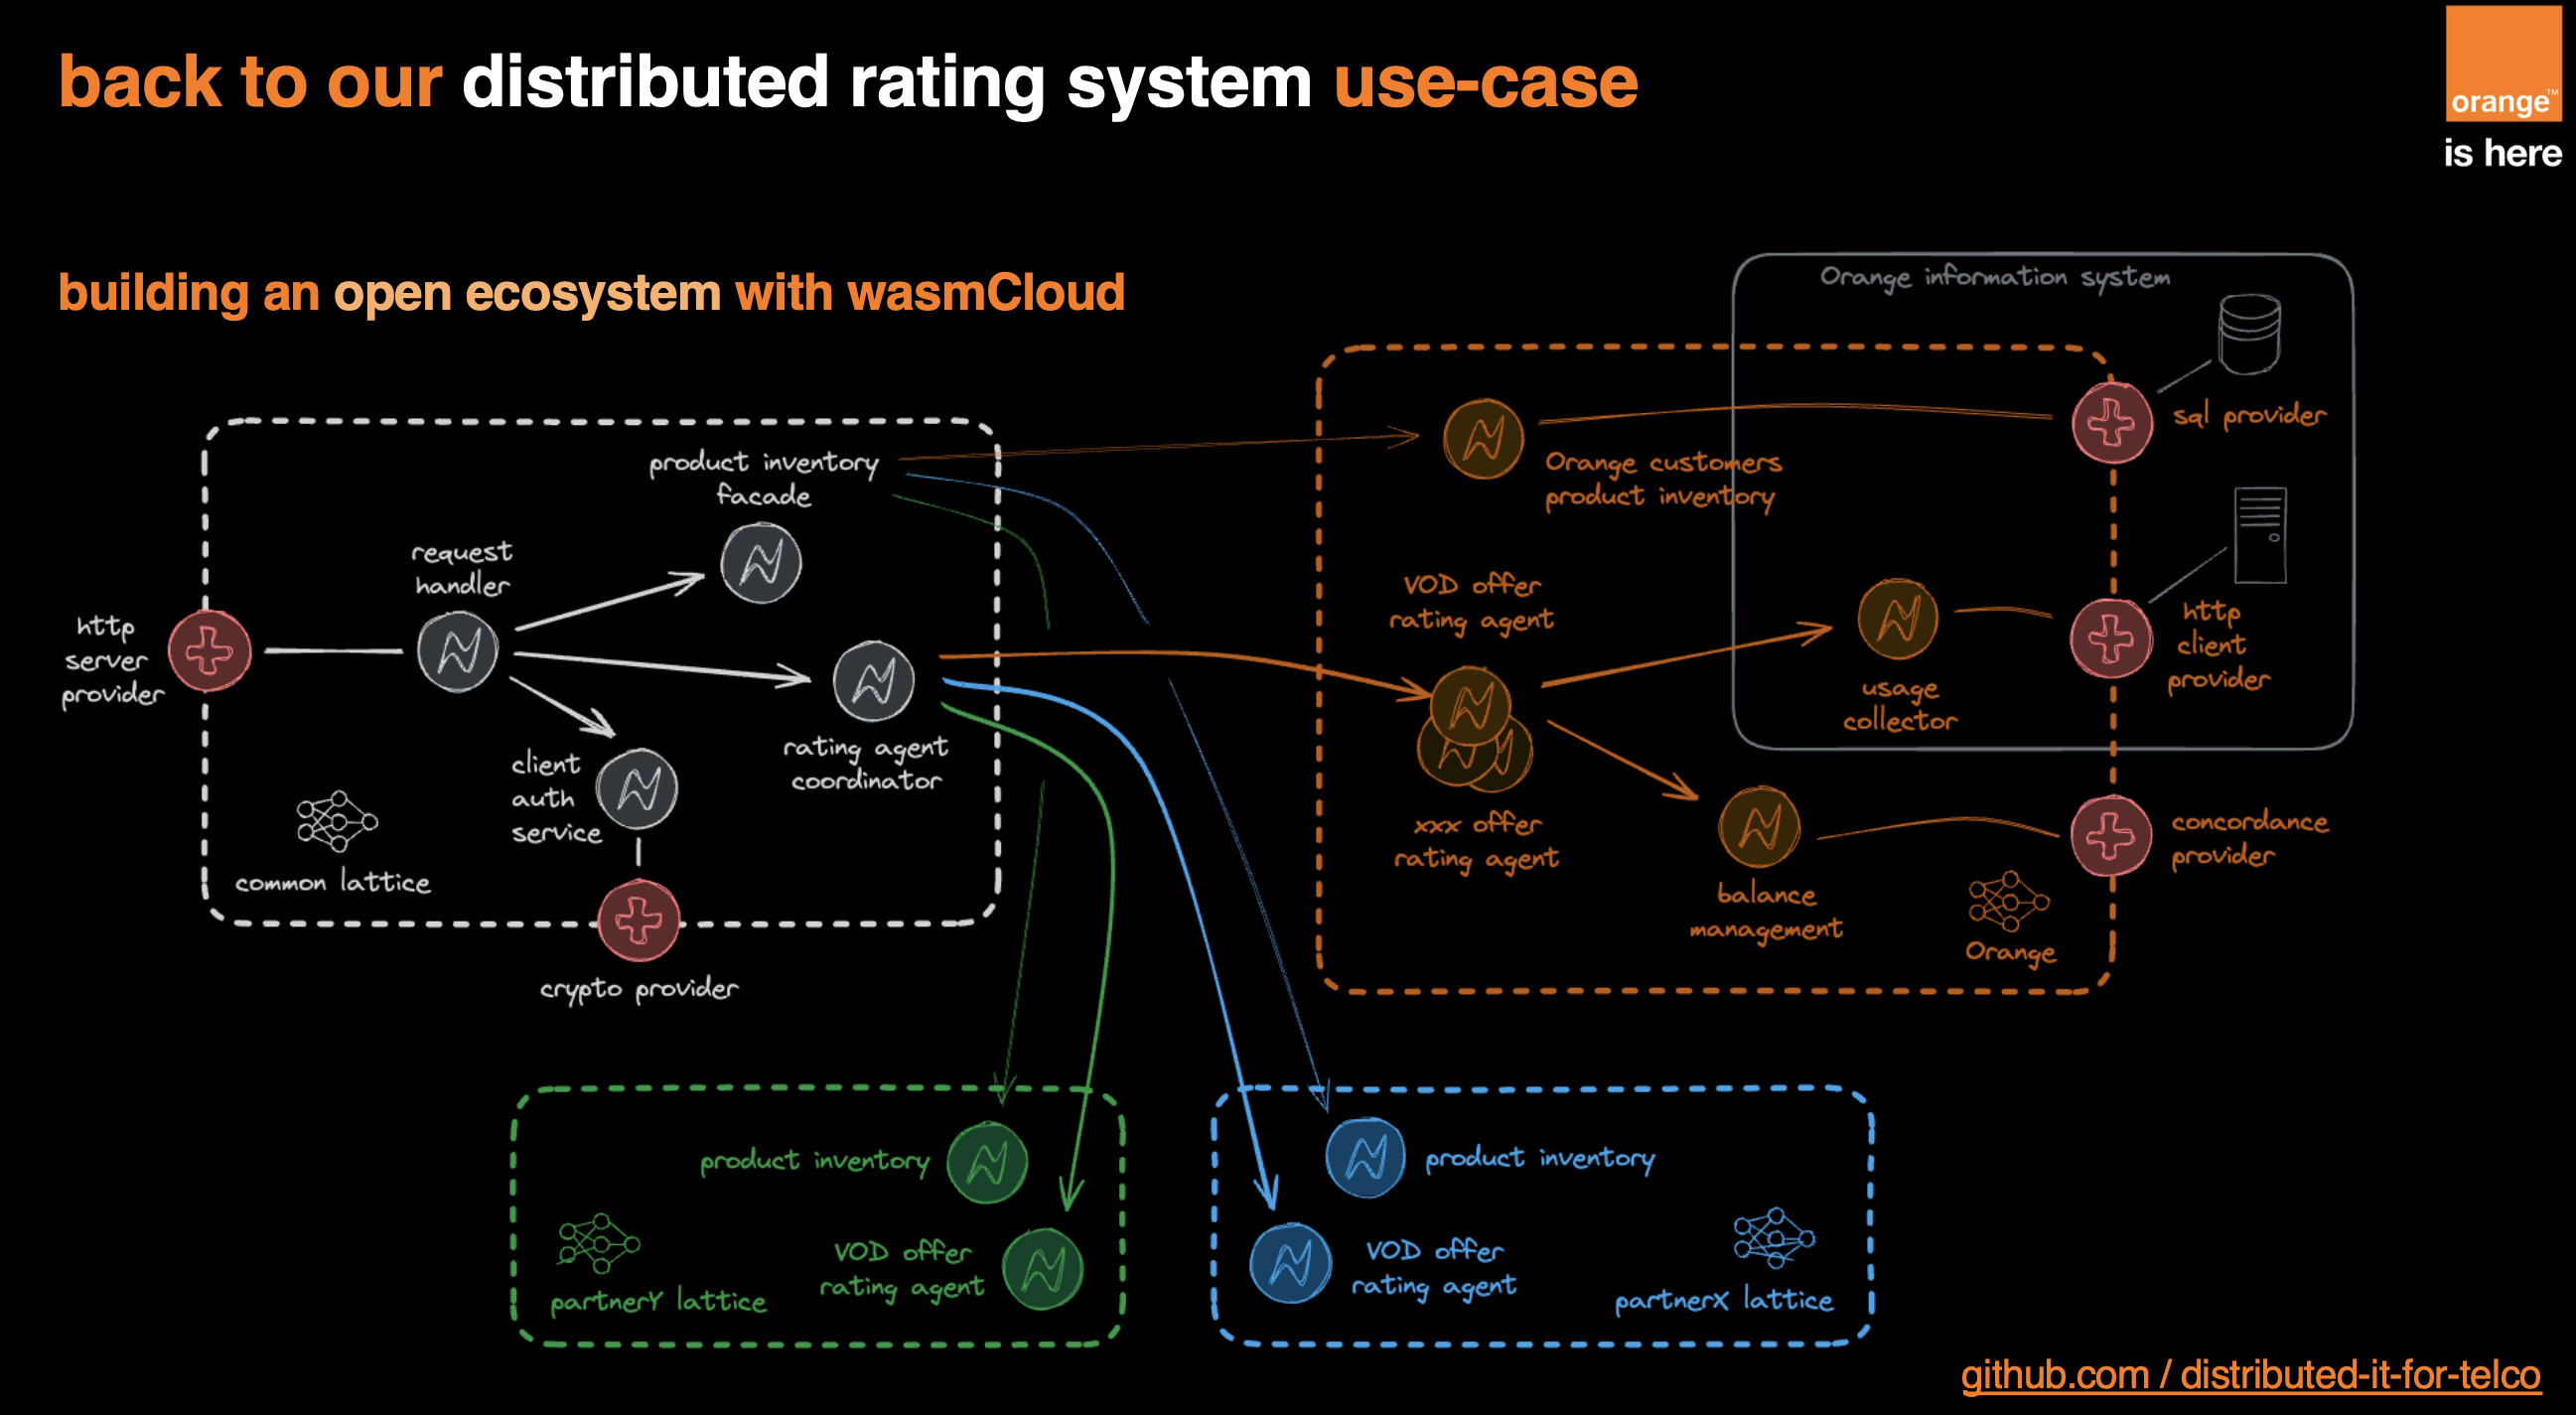 back to our distributed rating system use-case
orange™
is here
building an open ecosystem with wasmCloud
Orange information system
sql provider
product inventory
facade
Orange customers
product inventory
request
handler
VOD offer
rating agent
http
server
provider
http
client
provider
usage
collector
rating agent
coordinator
client
auth
service
xxx offer
rating agent
concordance
provider
common lattice
balance
management
Orange
crypto provider
product inventory
VOD offer
rating agent
partnerY lattice
product inventory
VOD offer
rating agent
partnerX lattice
github.com / distributed-it-for-telco